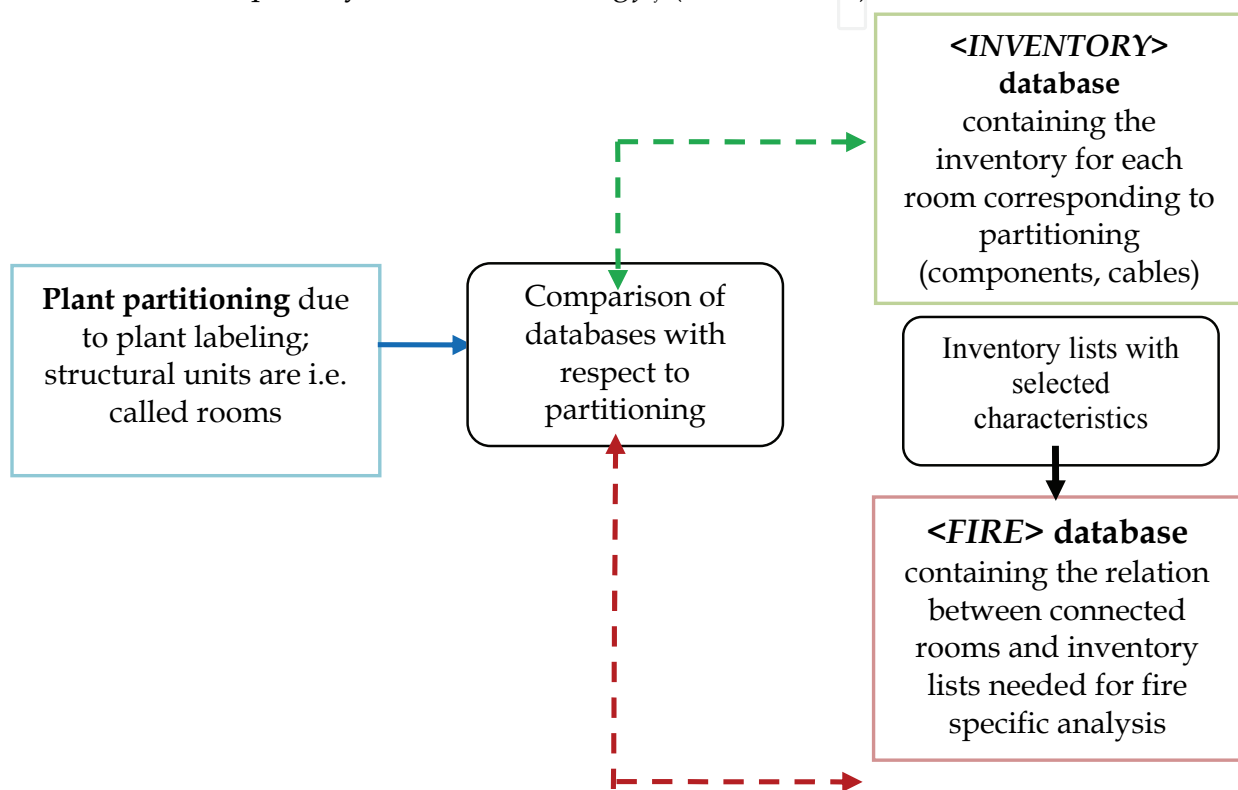 <INVENTORY>
database
containing the
inventory for each
room corresponding to
partitioning
(components, cables)
Plant partitioning due
to plant labeling;
structural units are i.e.
called rooms
Comparison of
databases with
respect to
partitioning
Inventory lists with
selected
characteristics
<FIRE> database
containing the relation
between connected
rooms and inventory
lists needed for fire
specific analysis